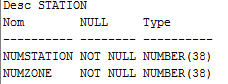 Desc STATION
Nom        NULL     Type
---------- -------- ----------
NUMSTATION NOT NULL NUMBER(38)
NUMZONE    NOT NULL NUMBER(38)